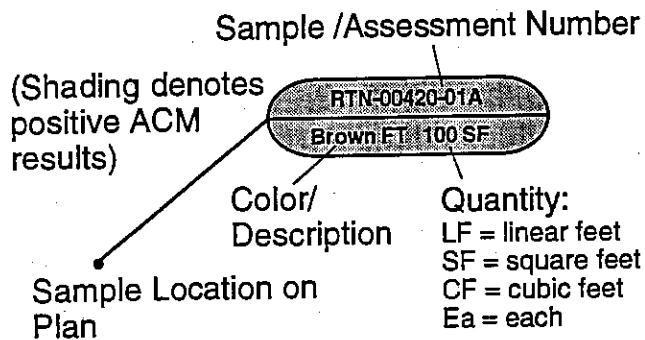 Sample /Assessment Number
(Shading denotes
positive ACM
results)
RTN-00420-01A
Brown FT 100 SF
Color/
Description
Quantity:
LF = linear feet
SF = square feet
CF = cubic feet
Ea = each
Sample Location on
Plan